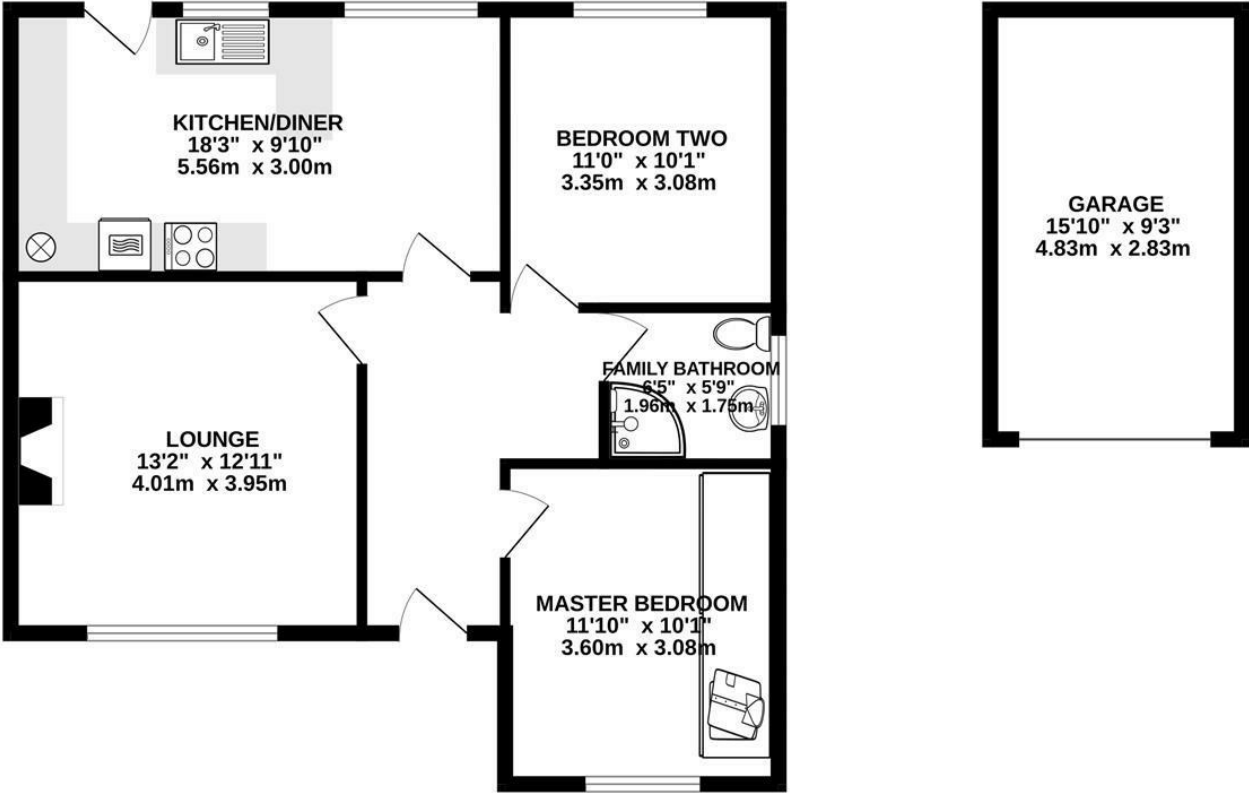 KITCHEN/DINER
18'3" x 9'10"
5.56m x 3.00m
BEDROOM TWO
11'0" x 10'1"
3.35m x 3.08m
GARAGE
15'10" x 9'3"
4.83m x 2.83m
FAMILY BATHROOM
6'5" x 5'9"
1.96m x 1.75m
LOUNGE
13'2" x 12'11"
4.01m x 3.95m
MASTER BEDROOM
11'10" x 10'1"
3.60m x 3.08m